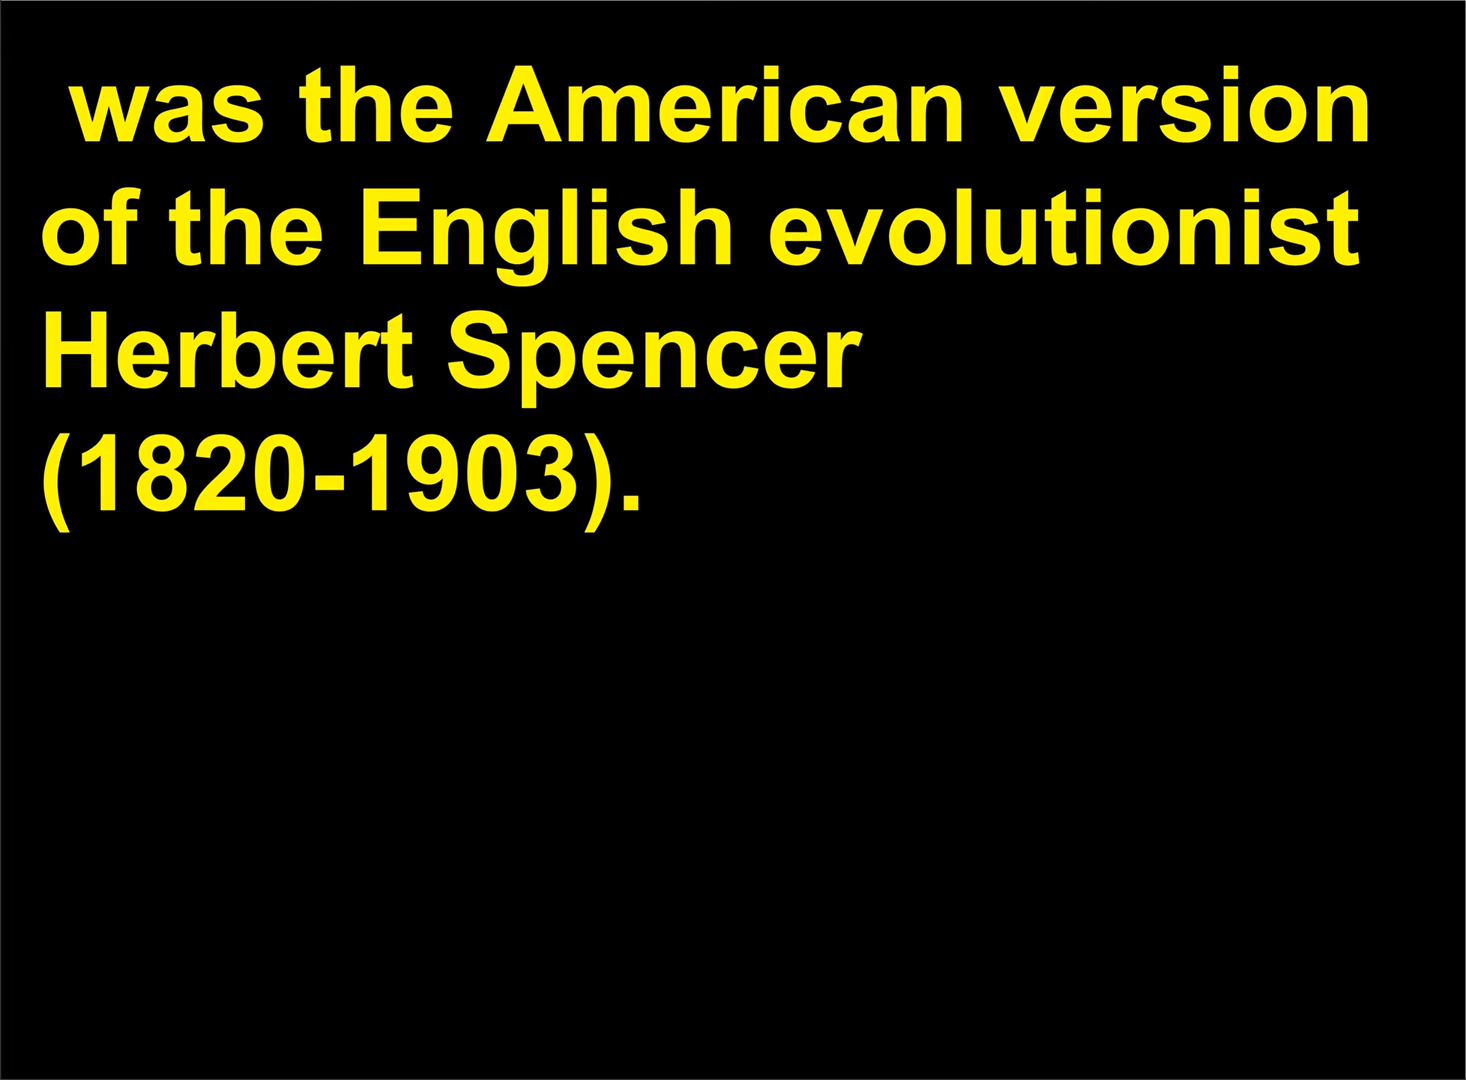 was the American version
of the English evolutionist
Herbert Spencer
(1820-1903).